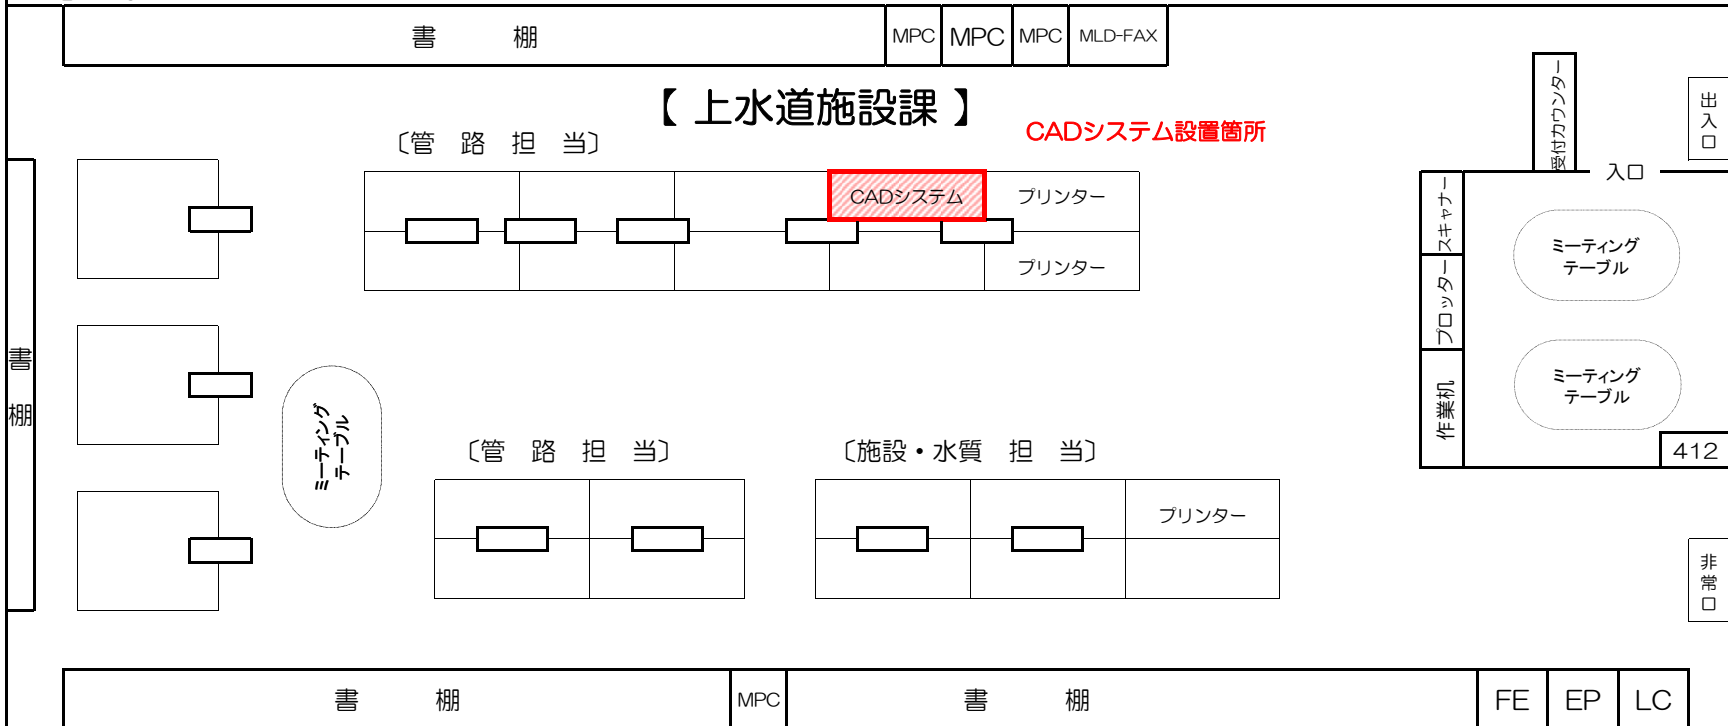 書　棚
MPC
MPC
MPC
MLD-FAX
【 上水道施設課 】
CADシステム設置箇所
〔管　路　担　当〕
CADシステム
プリンター
プリンター
受付カウンター
出入口
入口
スキャナー
プロッター
作業机
ミーティング
テーブル
ミーティング
テーブル
412
書　棚
ミーティング
テーブル
〔管　路　担　当〕
〔施設・水質　担　当〕
プリンター
非常口
書　棚
MPC
書　棚
FE
EP
LC